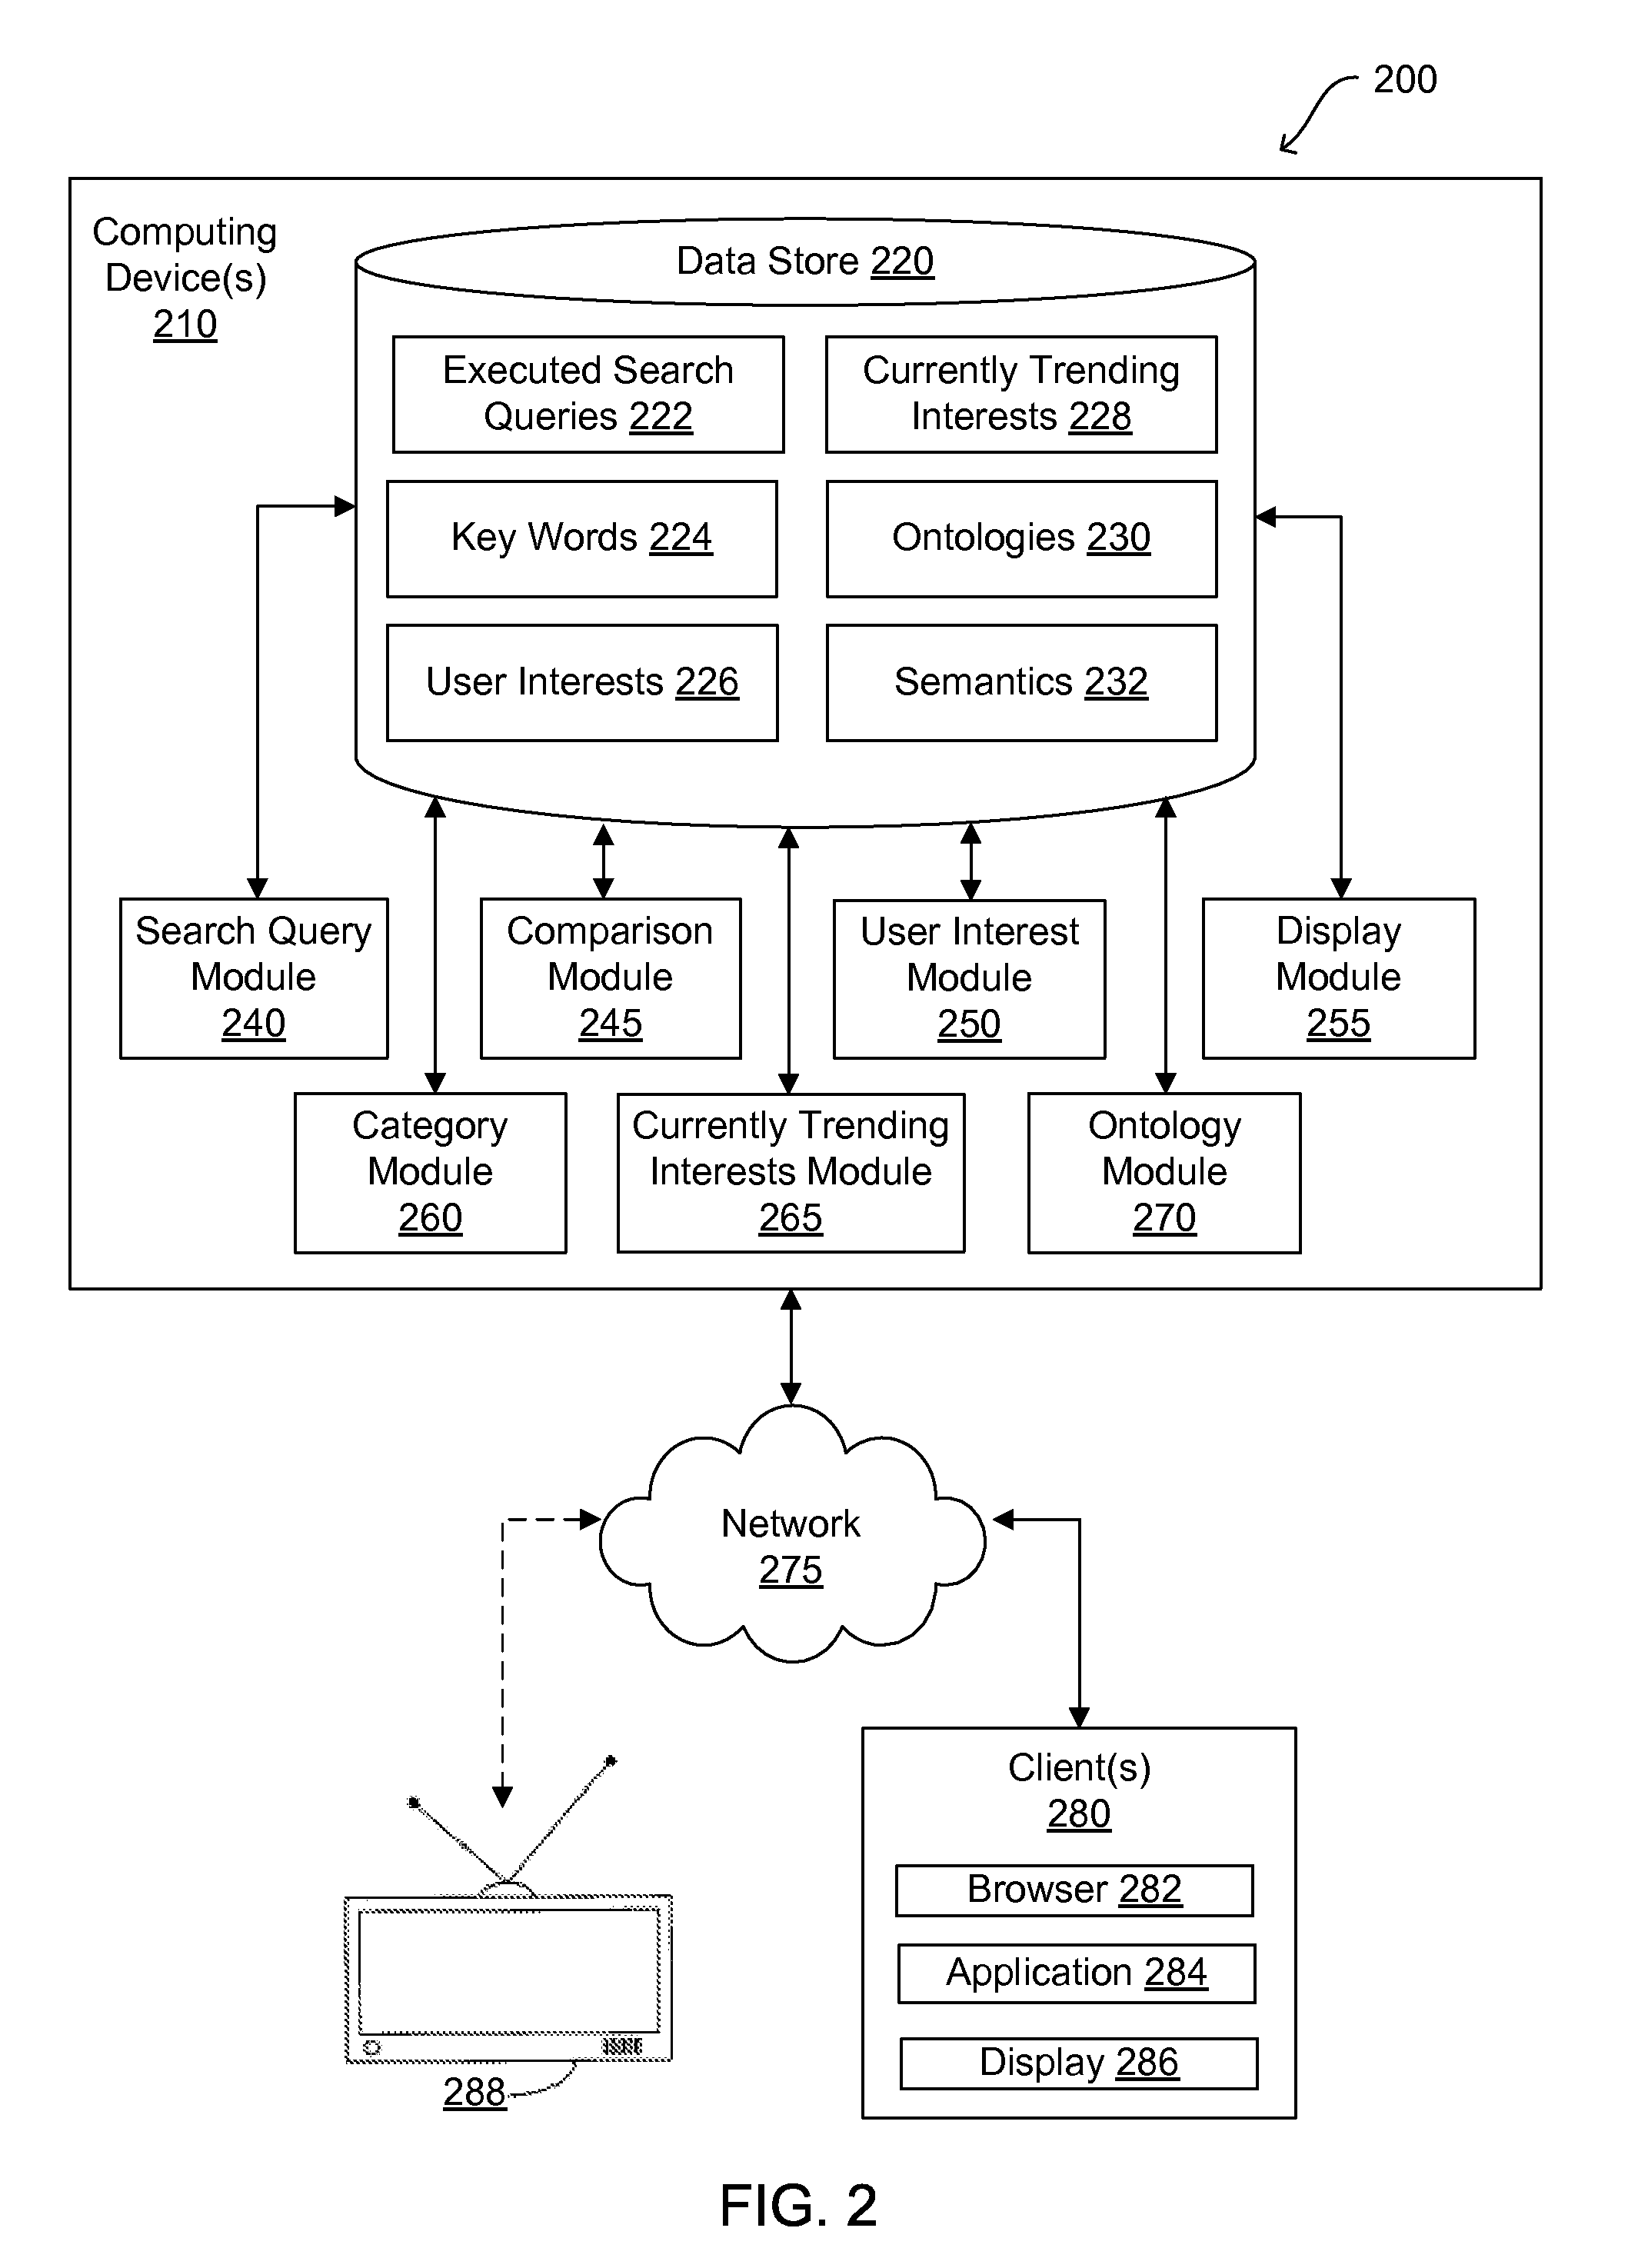 200
Computing
Device(s)
210
Data Store 220
Executed Search
Queries 222
Currently Trending
Interests 228
Key Words 224
Ontologies 230
User Interests 226
Semantics 232
Search Query
Module
240
Comparison
Module
245
User Interest
Module
250
Display
Module
255
Category
Module
260
Currently Trending
Interests Module
265
Ontology
Module
270
Network
275
Client(s)
280
Browser 282
Application 284
Display 286
288
FIG. 2